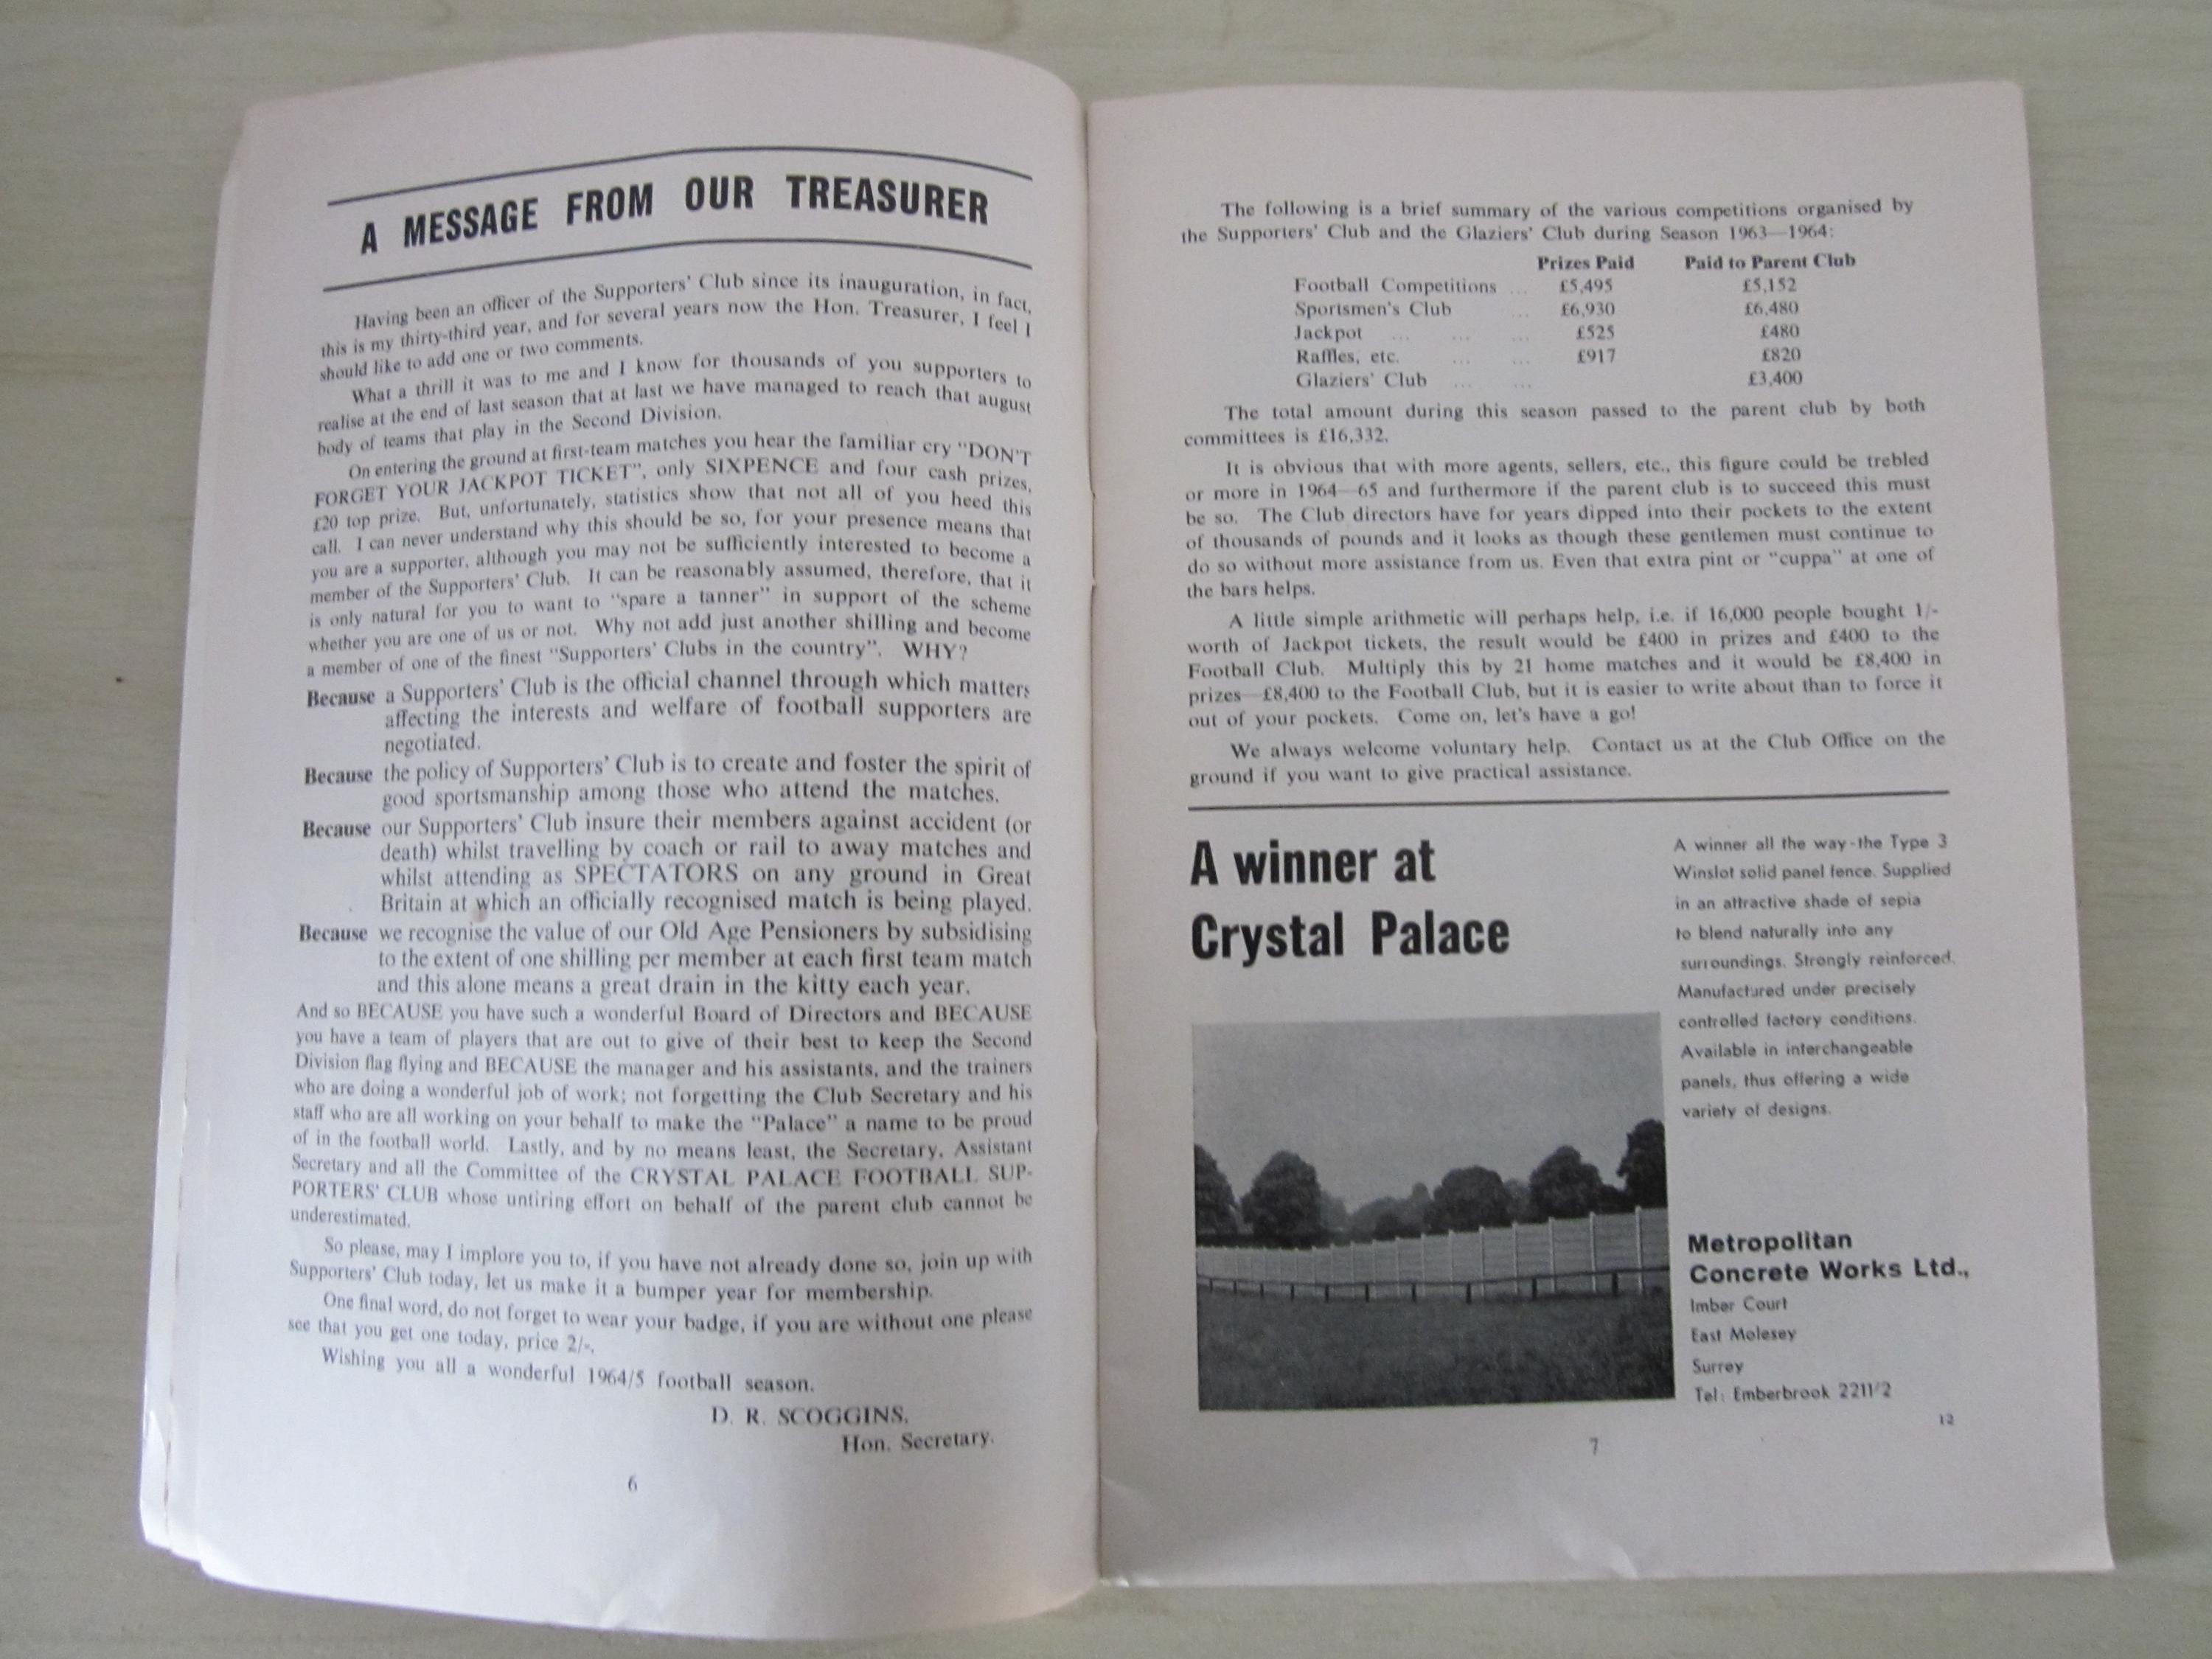 A MESSAGE FROM OUR TREASURER
Having been an officer of the Supporters' Club since its inauguration, in fact,
this is my thirty-third year, and for several years now the Hon. Treasurer, I feel I
should like to add one or two comments.
What a thrill it was to me and I know for thousands of you supporters to
realise at the end of last season that at last we have managed to reach that august
body of teams that play in the Second Division.
On entering the ground at first-team matches you hear the familiar cry "DON'T
FORGET YOUR JACKPOT TICKET", only SIXPENCE and four cash prizes,
£20 top prize. But, unfortunately, statistics show that not all of you heed this
call. I can never understand why this should be so, for your presence means that
you are a supporter, although you may not be sufficiently interested to become a
member of the Supporters' Club. It can be reasonably assumed, therefore, that it
is only natural for you to want to "spare a tanner" in support of the scheme
whether you are one of us or not. Why not add just another shilling and become
a member of one of the finest "Supporters' Clubs in the country". WHY?
Because a Supporters' Club is the official channel through which matters
affecting the interests and welfare of football supporters are
negotiated.
Because the policy of Supporters' Club is to create and foster the spirit of
good sportsmanship among those who attend the matches.
Because our Supporters' Club insure their members against accident (or
death) whilst travelling by coach or rail to away matches and
whilst attending as SPECTATORS on any ground in Great
Britain at which an officially recognised match is being played.
Because we recognise the value of our Old Age Pensioners by subsidising
to the extent of one shilling per member at each first team match
and this alone means a great drain in the kitty each year.
And so BECAUSE you have such a wonderful Board of Directors and BECAUSE
you have a team of players that are out to give of their best to keep the Second
Division flag flying and BECAUSE the manager and his assistants, and the trainers
who are doing a wonderful job of work; not forgetting the Club Secretary and his
staff who are all working on your behalf to make the "Palace" a name to be proud
of in the football world. Lastly, and by no means least, the Secretary, Assistant
Secretary and all the Committee of the CRYSTAL PALACE FOOTBALL SUP-
PORTERS' CLUB whose untiring effort on behalf of the parent club cannot be
underestimated.
So please, may I implore you to, if you have not already done so, join up with
Supporters' Club today, let us make it a bumper year for membership.
One final word, do not forget to wear your badge, if you are without one please
see that you get one today, price 2/-.
Wishing you all a wonderful 1964/5 football season.
D. R. SCOGGINS,
Hon. Secretary.
6
The following is a brief summary of the various competitions organised by
the Supporters' Club and the Glaziers' Club during Season 1963—1964:
Prizes Paid Paid to Parent Club
Football Competitions ... £5,495 £5,152
Sportsmen's Club ... £6,930 £6,480
Jackpot ... ... ... £525 £480
Raffles, etc. ... ... £917 £820
Glaziers' Club ... ... £3,400
The total amount during this season passed to the parent club by both
committees is £16,332.
It is obvious that with more agents, sellers, etc., this figure could be trebled
or more in 1964—65 and furthermore if the parent club is to succeed this must
be so. The Club directors have for years dipped into their pockets to the extent
of thousands of pounds and it looks as though these gentlemen must continue to
do so without more assistance from us. Even that extra pint or "cuppa" at one of
the bars helps.
A little simple arithmetic will perhaps help, i.e. if 16,000 people bought 1/-
worth of Jackpot tickets, the result would be £400 in prizes and £400 to the
Football Club. Multiply this by 21 home matches and it would be £8,400 in
prizes—£8,400 to the Football Club, but it is easier to write about than to force it
out of your pockets. Come on, let's have a go!
We always welcome voluntary help. Contact us at the Club Office on the
ground if you want to give practical assistance.
A winner at
Crystal Palace
A winner all the way-the Type 3
Winslot solid panel fence. Supplied
in an attractive shade of sepia
to blend naturally into any
surroundings. Strongly reinforced.
Manufactured under precisely
controlled factory conditions.
Available in interchangeable
panels, thus offering a wide
variety of designs.
Metropolitan
Concrete Works Ltd.,
Imber Court
East Molesey
Surrey
Tel: Emberbrook 2211/2
12
7